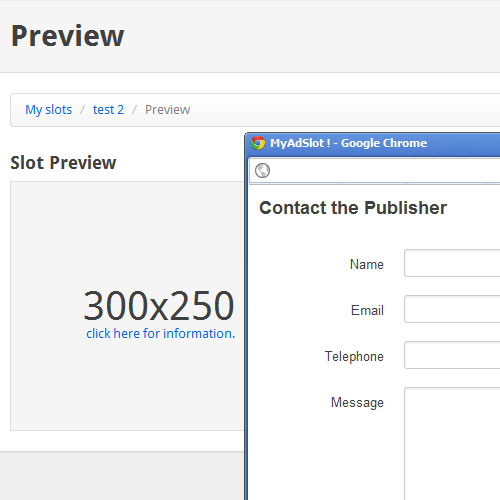 Preview
My slots / test 2 / Preview
Slot Preview
300x250
click here for information.
MyAdSlot ! - Google Chrome
Contact the Publisher
Name
Email
Telephone
Message